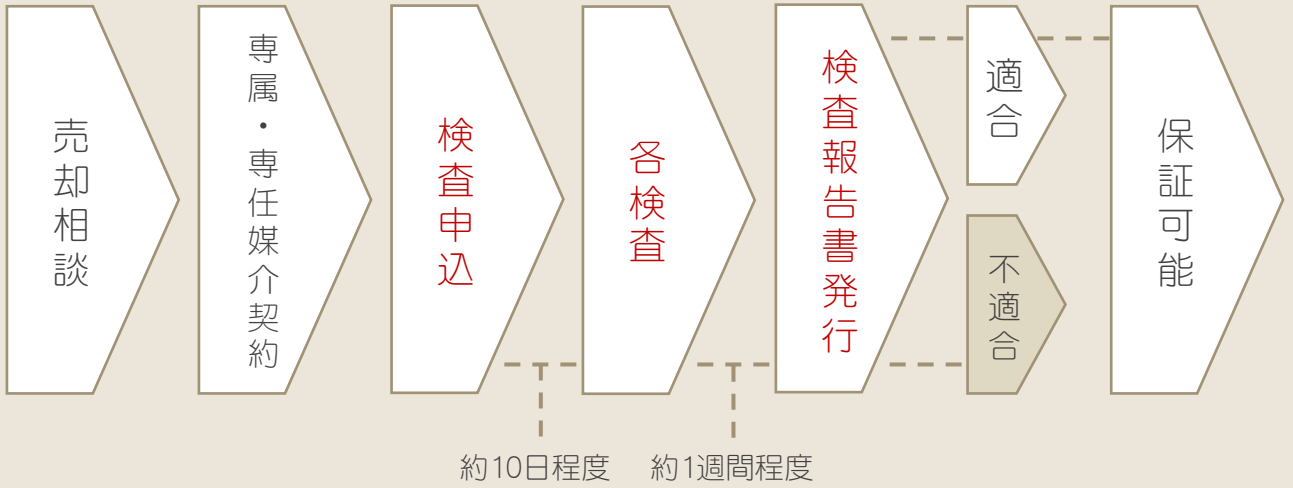 売却相談
専属・専任媒介契約
検査申込
各検査
検査報告書発行
適合
不適合
保証可能
約10日程度
約1週間程度